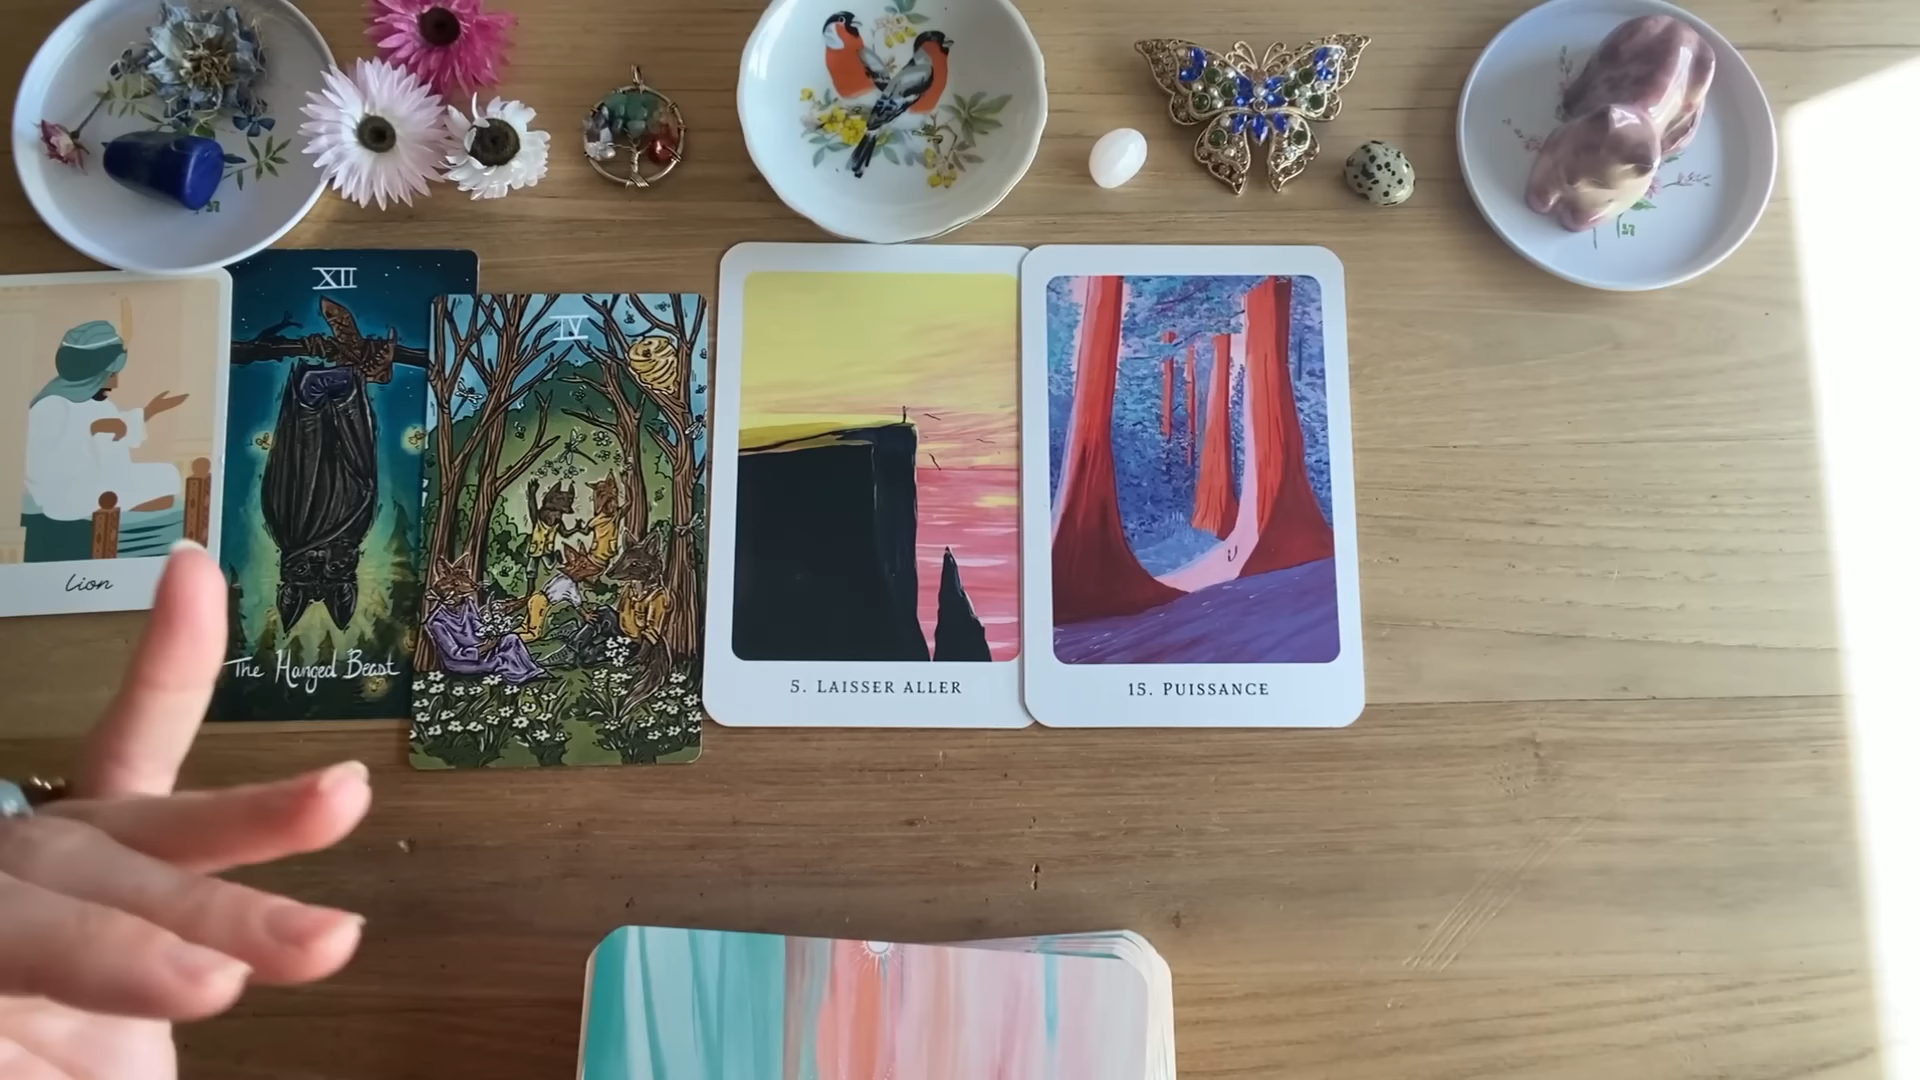 XII
IV
lion
The Hanged Beast
5. LAISSER ALLER
15. PUISSANCE